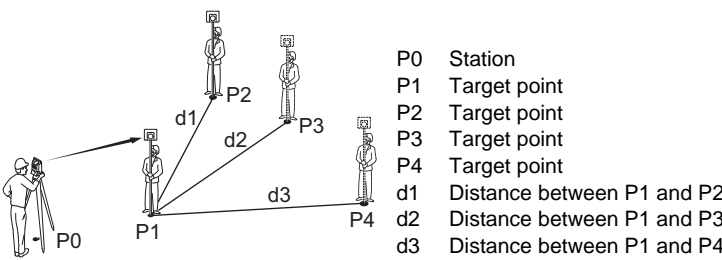 P2
d1
P3
d2
d3
P0
P1
P4
P0 Station
P1 Target point
P2 Target point
P3 Target point
P4 Target point
d1 Distance between P1 and P2
d2 Distance between P1 and P3
d3 Distance between P1 and P4